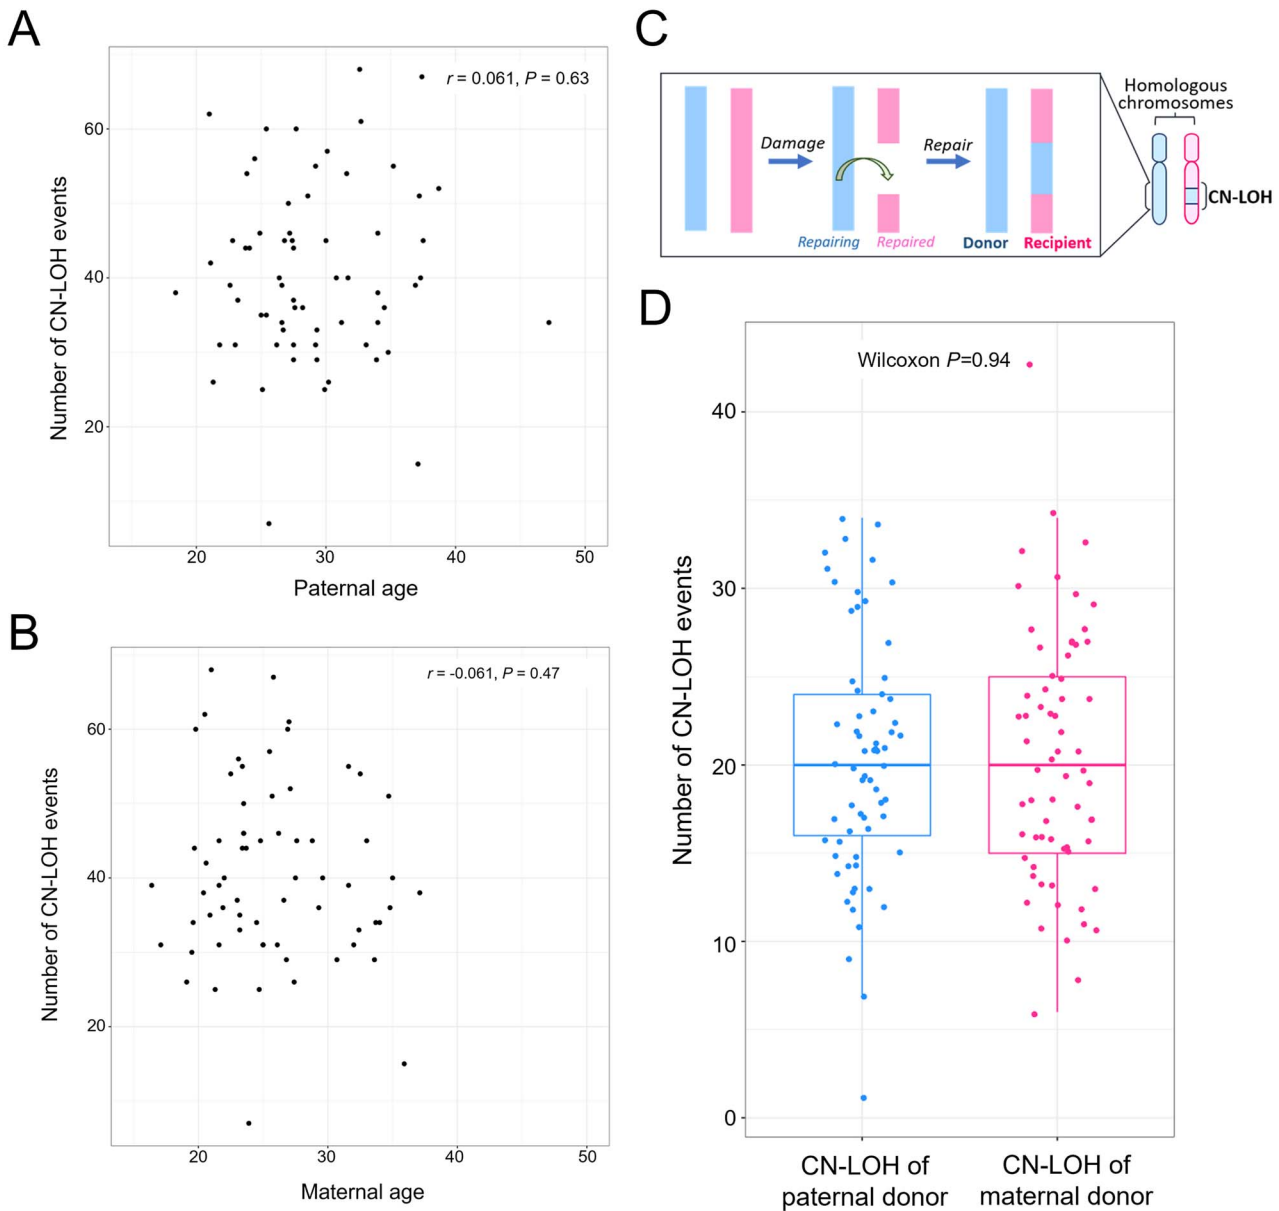 A
r = 0.061, P = 0.63
60
40
20
Number of CN-LOH events
20 30 40 50
Paternal age
B
r = -0.061, P = 0.47
60
40
20
Number of CN-LOH events
20 30 40 50
Maternal age
C
Homologous
chromosomes
Damage
Repair
CN-LOH
Repairing Repaired Donor Recipient
D
Wilcoxon P=0.94
40
30
20
10
0
Number of CN-LOH events
CN-LOH of
paternal donor
CN-LOH of
maternal donor